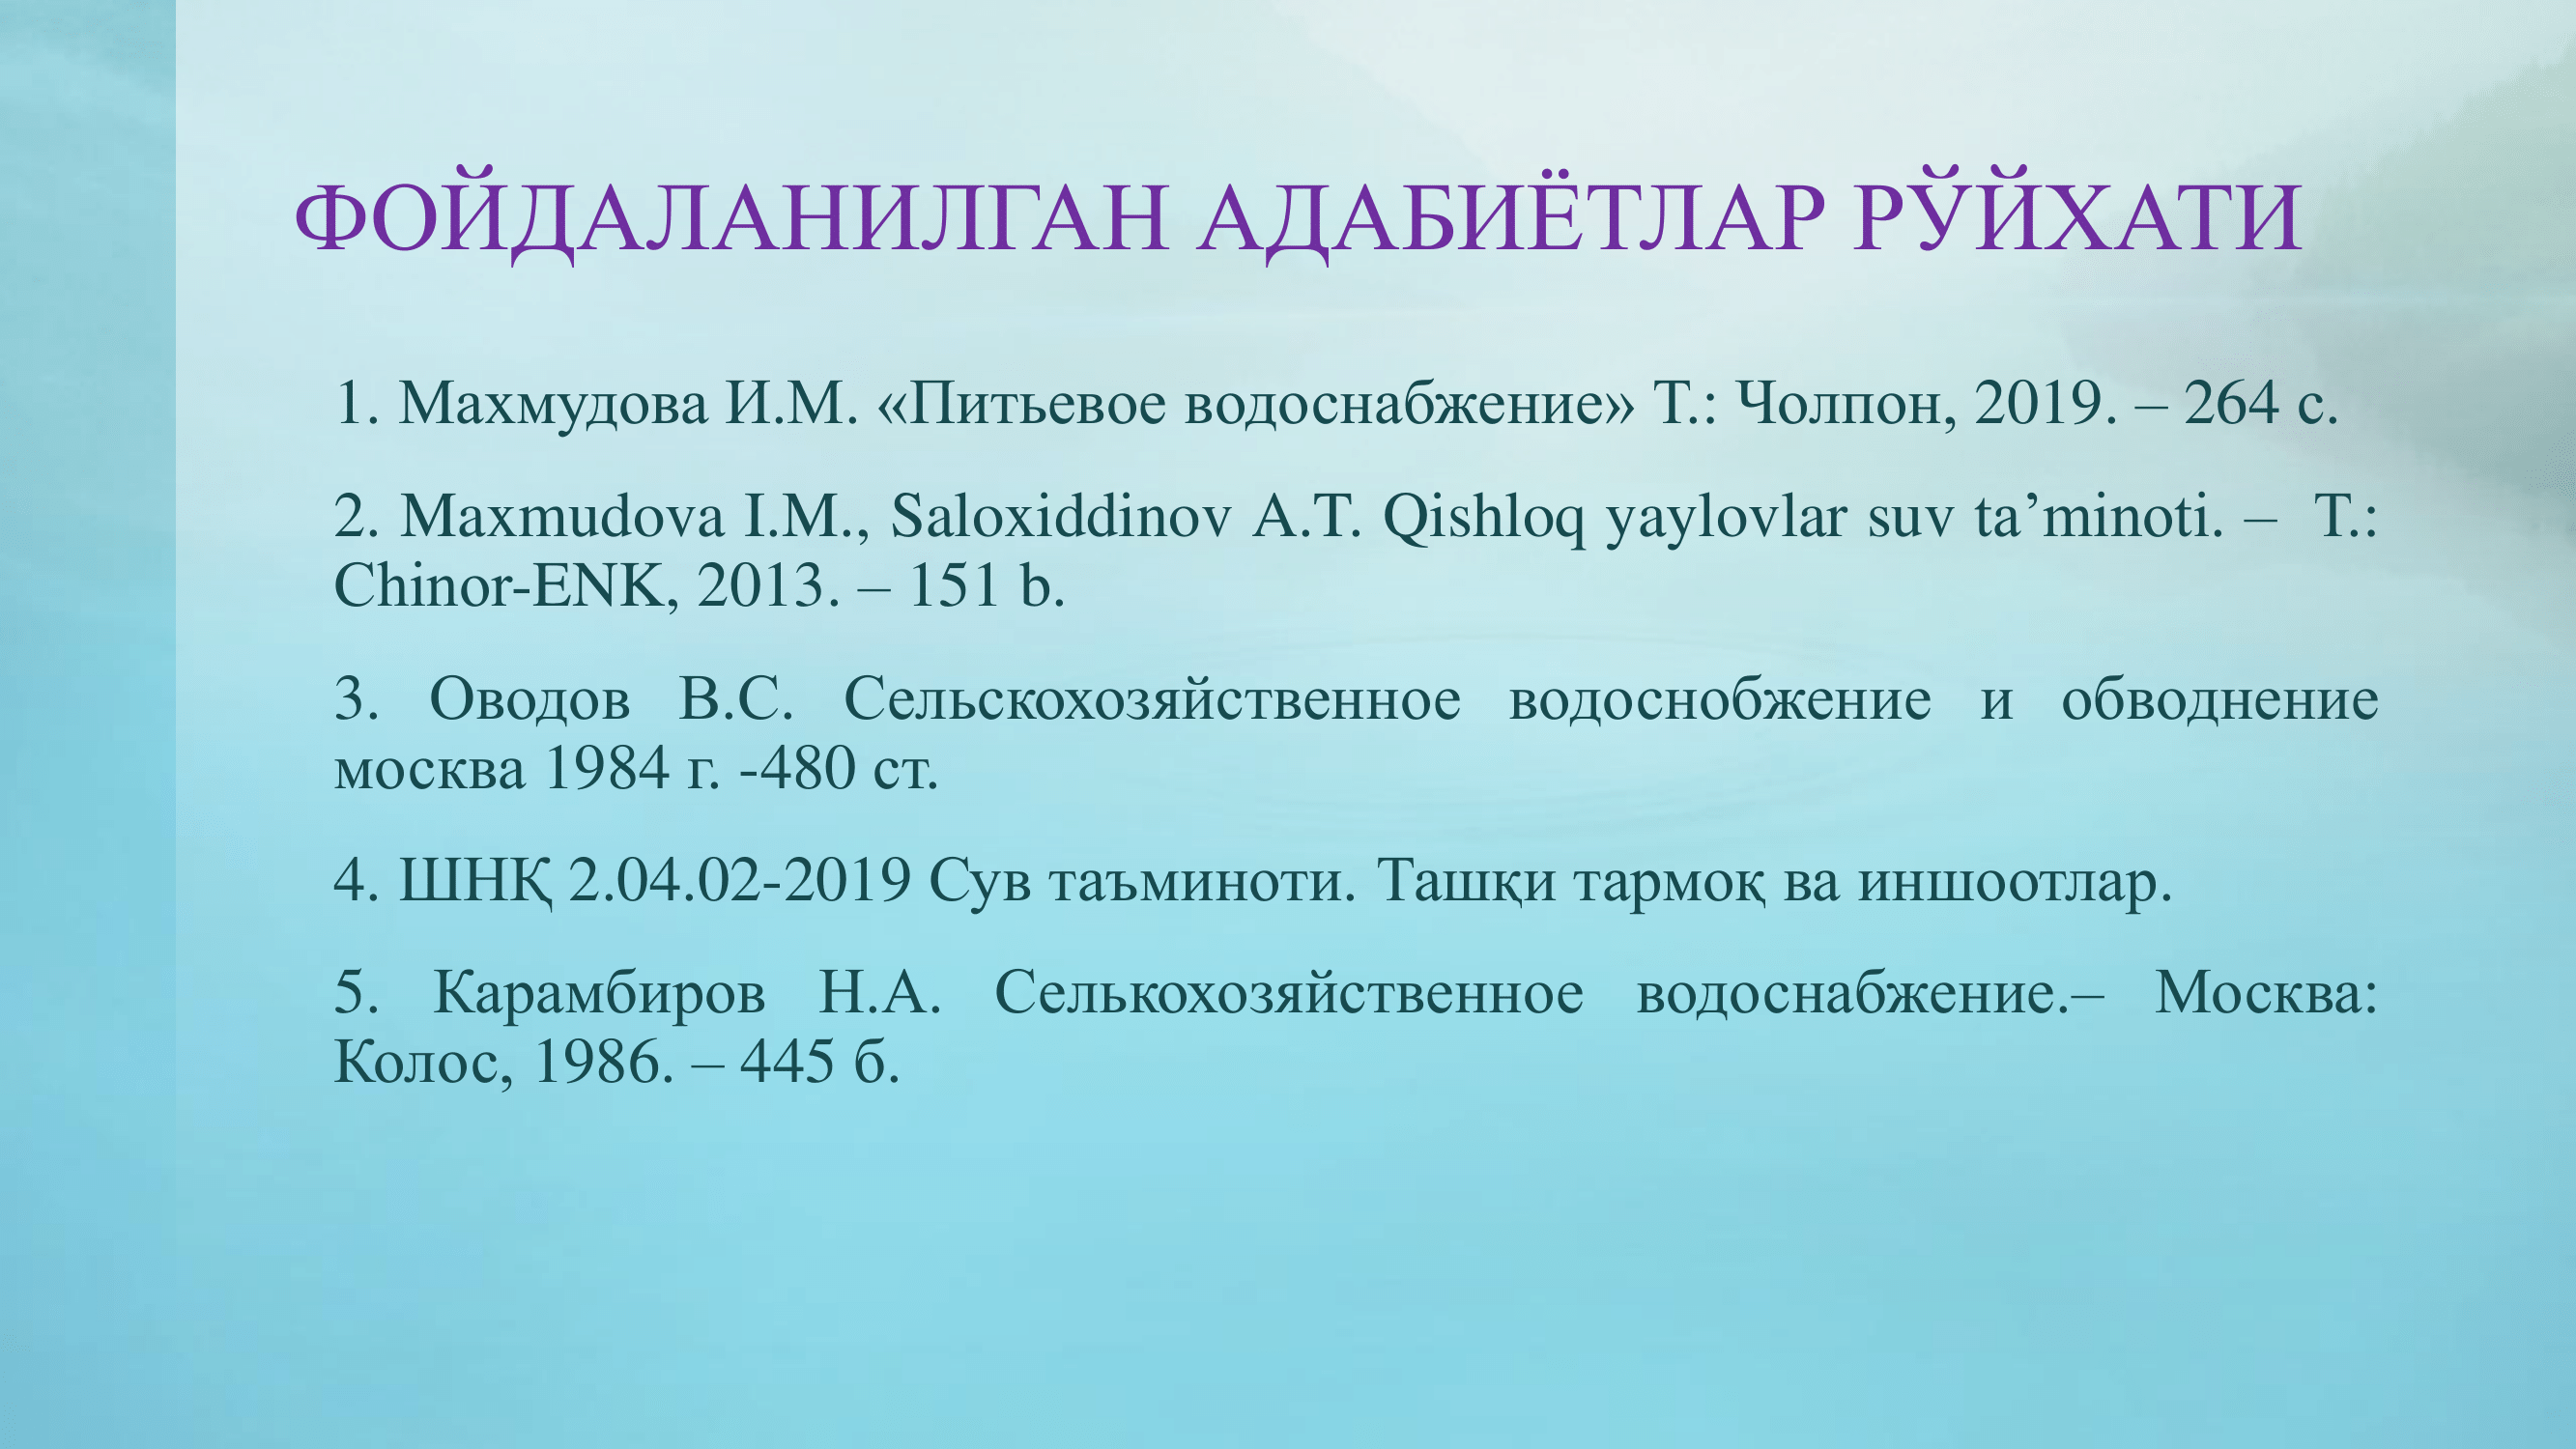 ФОЙДАЛАНИЛГАН АДАБИЁТЛАР РЎЙХАТИ
1. Махмудова И.М. «Питьевое водоснабжение» Т.: Чолпон, 2019. – 264 с.
2. Maxmudova I.M., Saloxiddinov A.T. Qishloq yaylovlar suv ta’minoti. – T.:
Chinor-ENK, 2013. – 151 b.
3. Оводов В.С. Сельскохозяйственное водоснобжение и обводнение
москва 1984 г. -480 ст.
4. ШНҚ 2.04.02-2019 Сув таъминоти. Ташқи тармоқ ва иншоотлар.
5. Карамбиров Н.А. Селькохозяйственное водоснабжение.– Москва:
Колос, 1986. – 445 б.